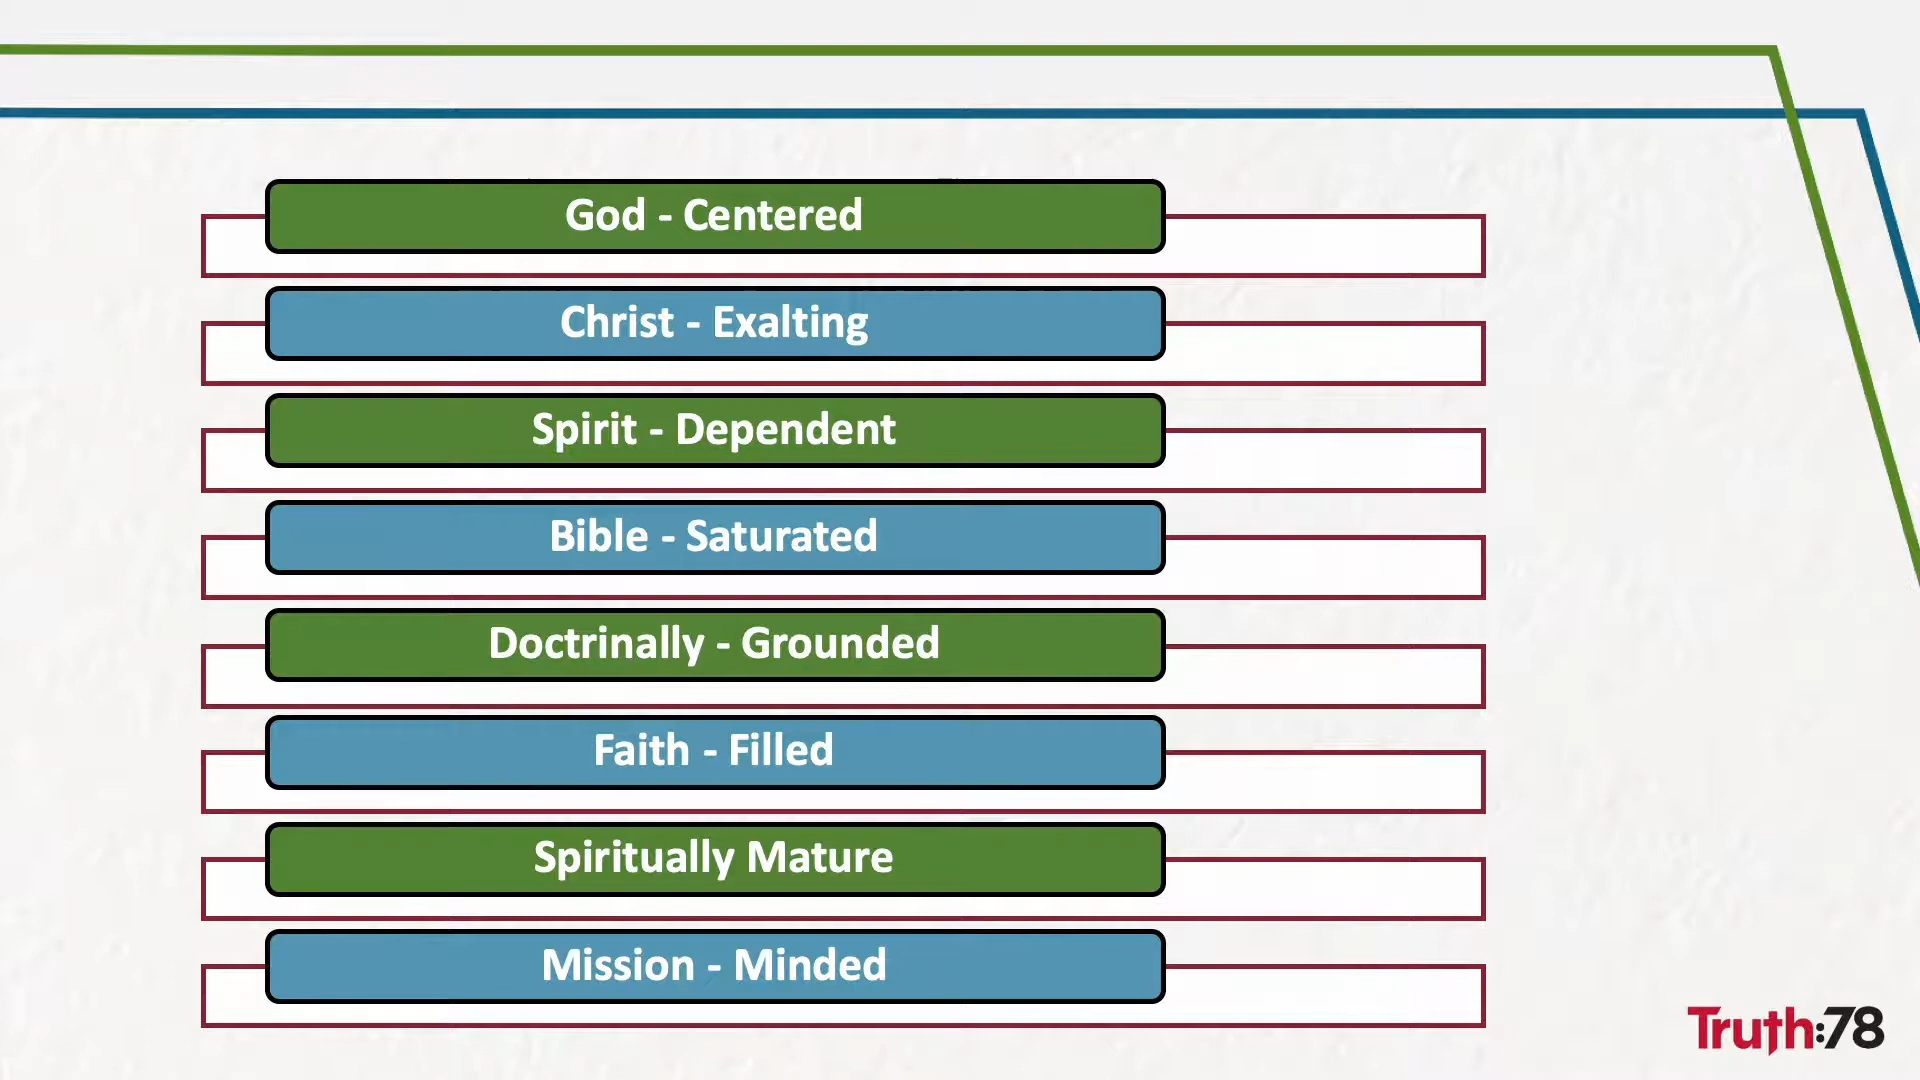 God - Centered
Christ - Exalting
Spirit - Dependent
Bible - Saturated
Doctrinally - Grounded
Faith - Filled
Spiritually Mature
Mission - Minded
Truth:78